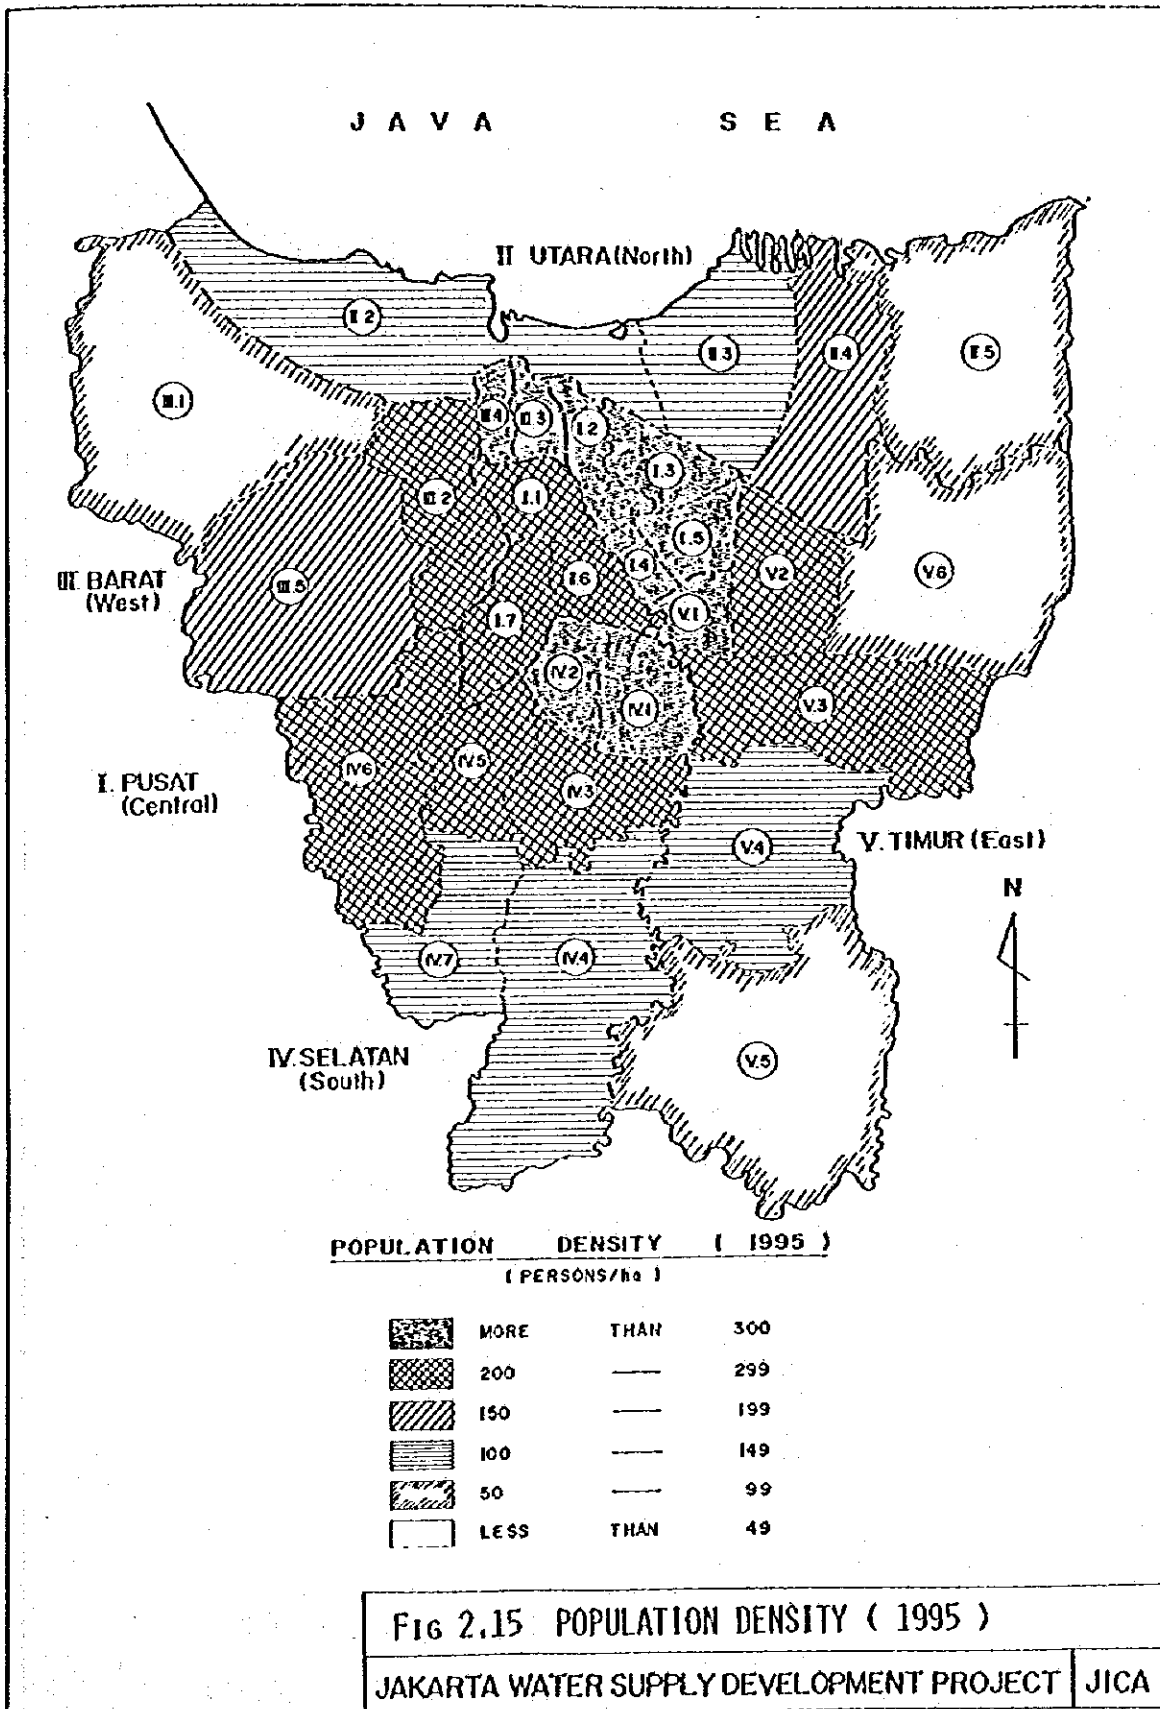 JAVA SEA
II UTARA(North)
II.2
II.3
II.4
II.5
III.1
III.4
III.3
I.2
I.3
III.2
I.1
I.5
I.4
V.2
V.6
III. BARAT
(West)
III.5
I.6
I.7
V.1
IV.2
IV.1
V.3
I. PUSAT
(Central)
IV.6
IV.5
IV.3
V.4
V. TIMUR (East)
N
IV.7
IV.4
IV. SELATAN
(South)
V.5
POPULATION DENSITY ( 1995 )
( PERSONS/ha )
MORE THAN 300
200 — 299
150 — 199
100 — 149
50 — 99
LESS THAN 49
FIG 2.15 POPULATION DENSITY ( 1995 )
JAKARTA WATER SUPPLY DEVELOPMENT PROJECT JICA